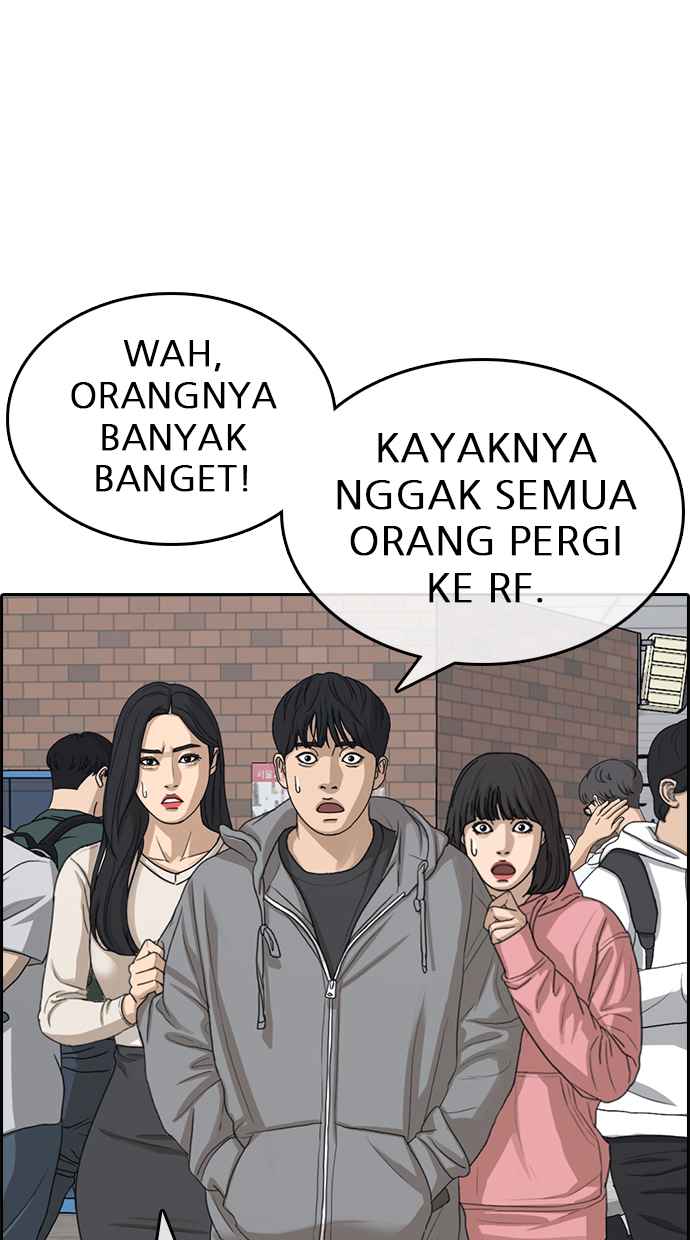 WAH,
ORANGNYA
BANYAK
BANGET!
KAYAKNYA
NGGAK SEMUA
ORANG PERGI
KE RF.